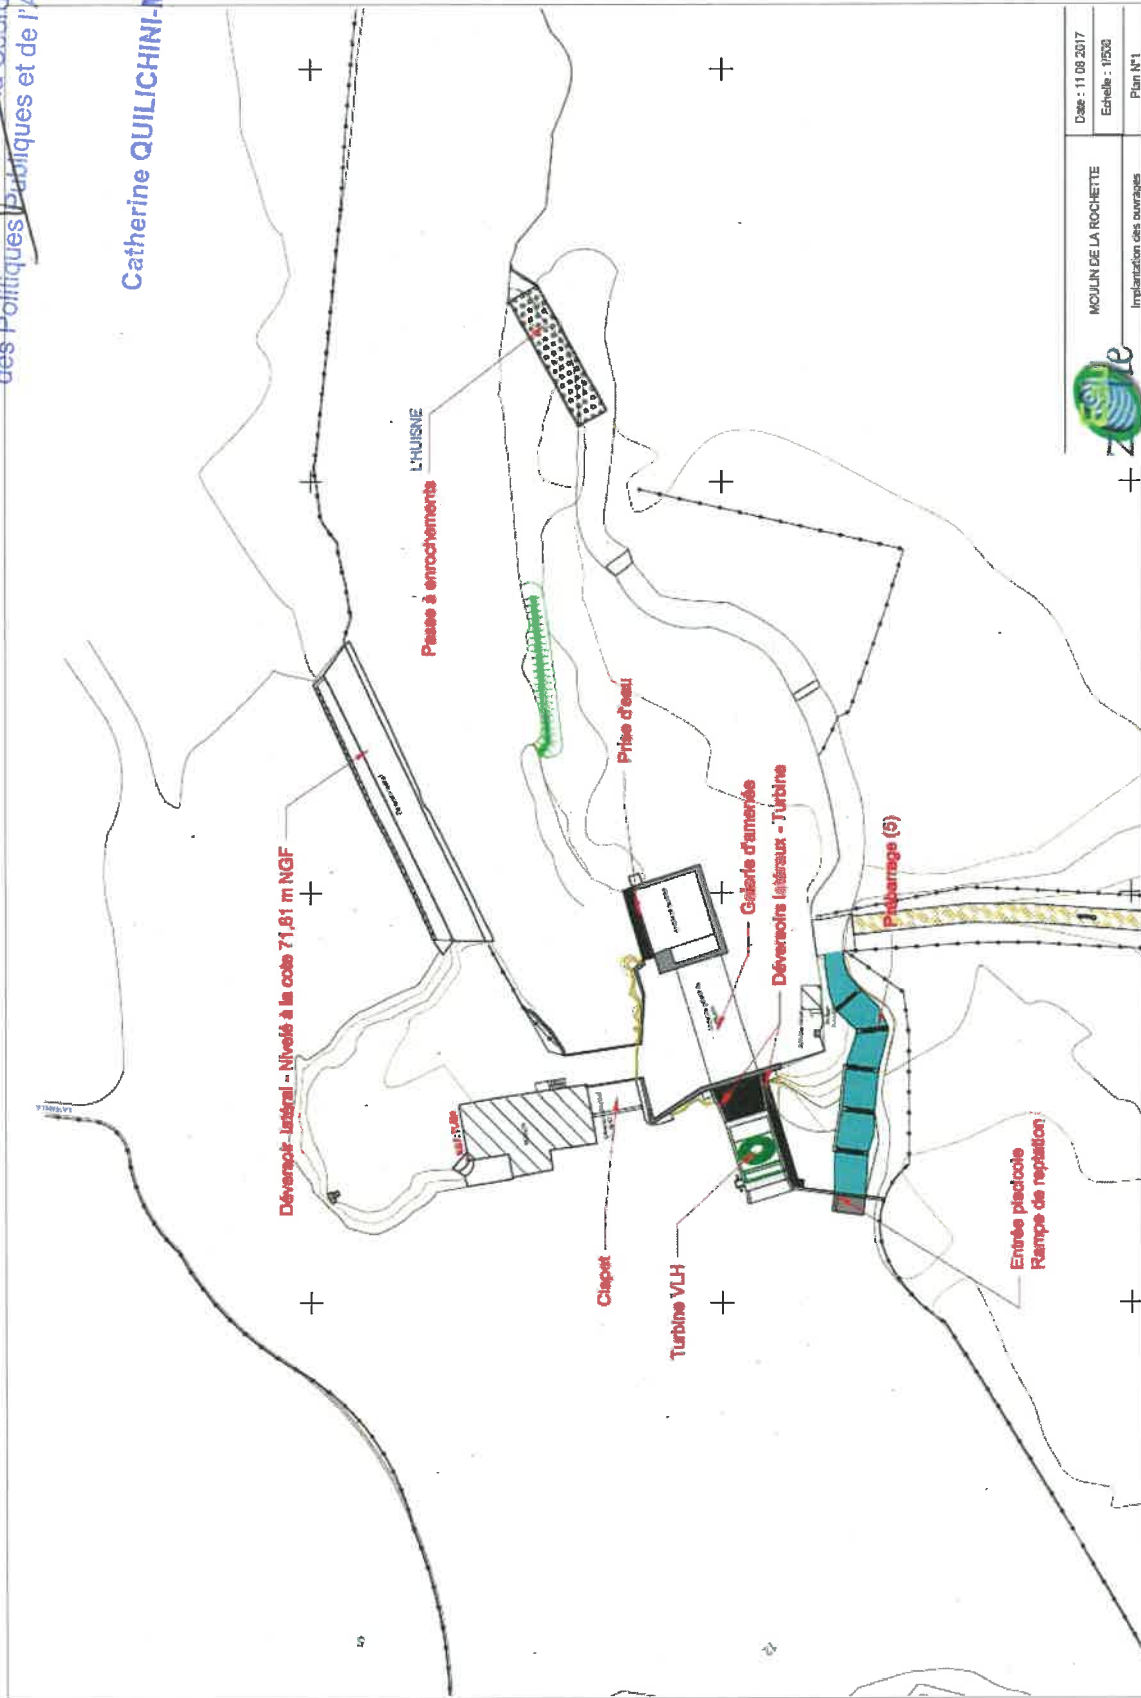 des Politiques Publiques et de l'A
Catherine QUILICHINI-
L'HUISNE
Passe à enrochements
Déversoir latéral - Nivelé à la cote 71,81 m NGF
Prise d'eau
Galerie d'amenée
Déversoirs latéraux - Turbine
Clapet
Turbine VLH
Prébarrage (5)
Entrée piscicole
Rampe de reptation
MOULIN DE LA ROCHETTE
Implantation des ouvrages
Date : 11 08 2017
Echelle : 1/500
Plan N°1